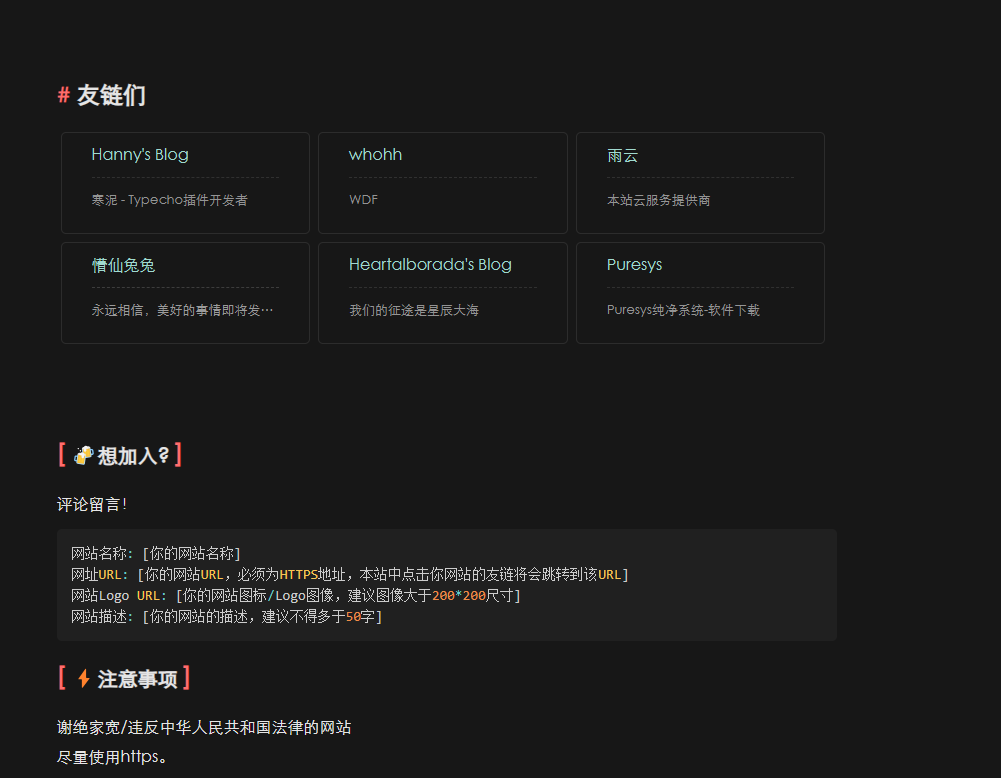 # 友链们
Hanny's Blog
寒泥 - Typecho插件开发者
whohh
WDF
雨云
本站云服务提供商
懵仙兔兔
永远相信，美好的事情即将发…
Heartalborada's Blog
我们的征途是星辰大海
Puresys
Puresys纯净系统-软件下载
[ 🍻 想加入？]
评论留言！
网站名称: [你的网站名称]
网址URL: [你的网站URL，必须为HTTPS地址，本站中点击你网站的友链将会跳转到该URL]
网站Logo URL: [你的网站图标/Logo图像，建议图像大于200*200尺寸]
网站描述: [你的网站的描述，建议不得多于50字]
[ ⚡ 注意事项 ]
谢绝家宽/违反中华人民共和国法律的网站
尽量使用https。